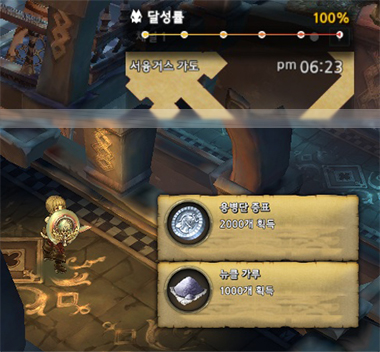 달성률 100%
서울거스 가도 pm 06:23
용병단 증표
2000개 획득
뉴클 가루
1000개 획득